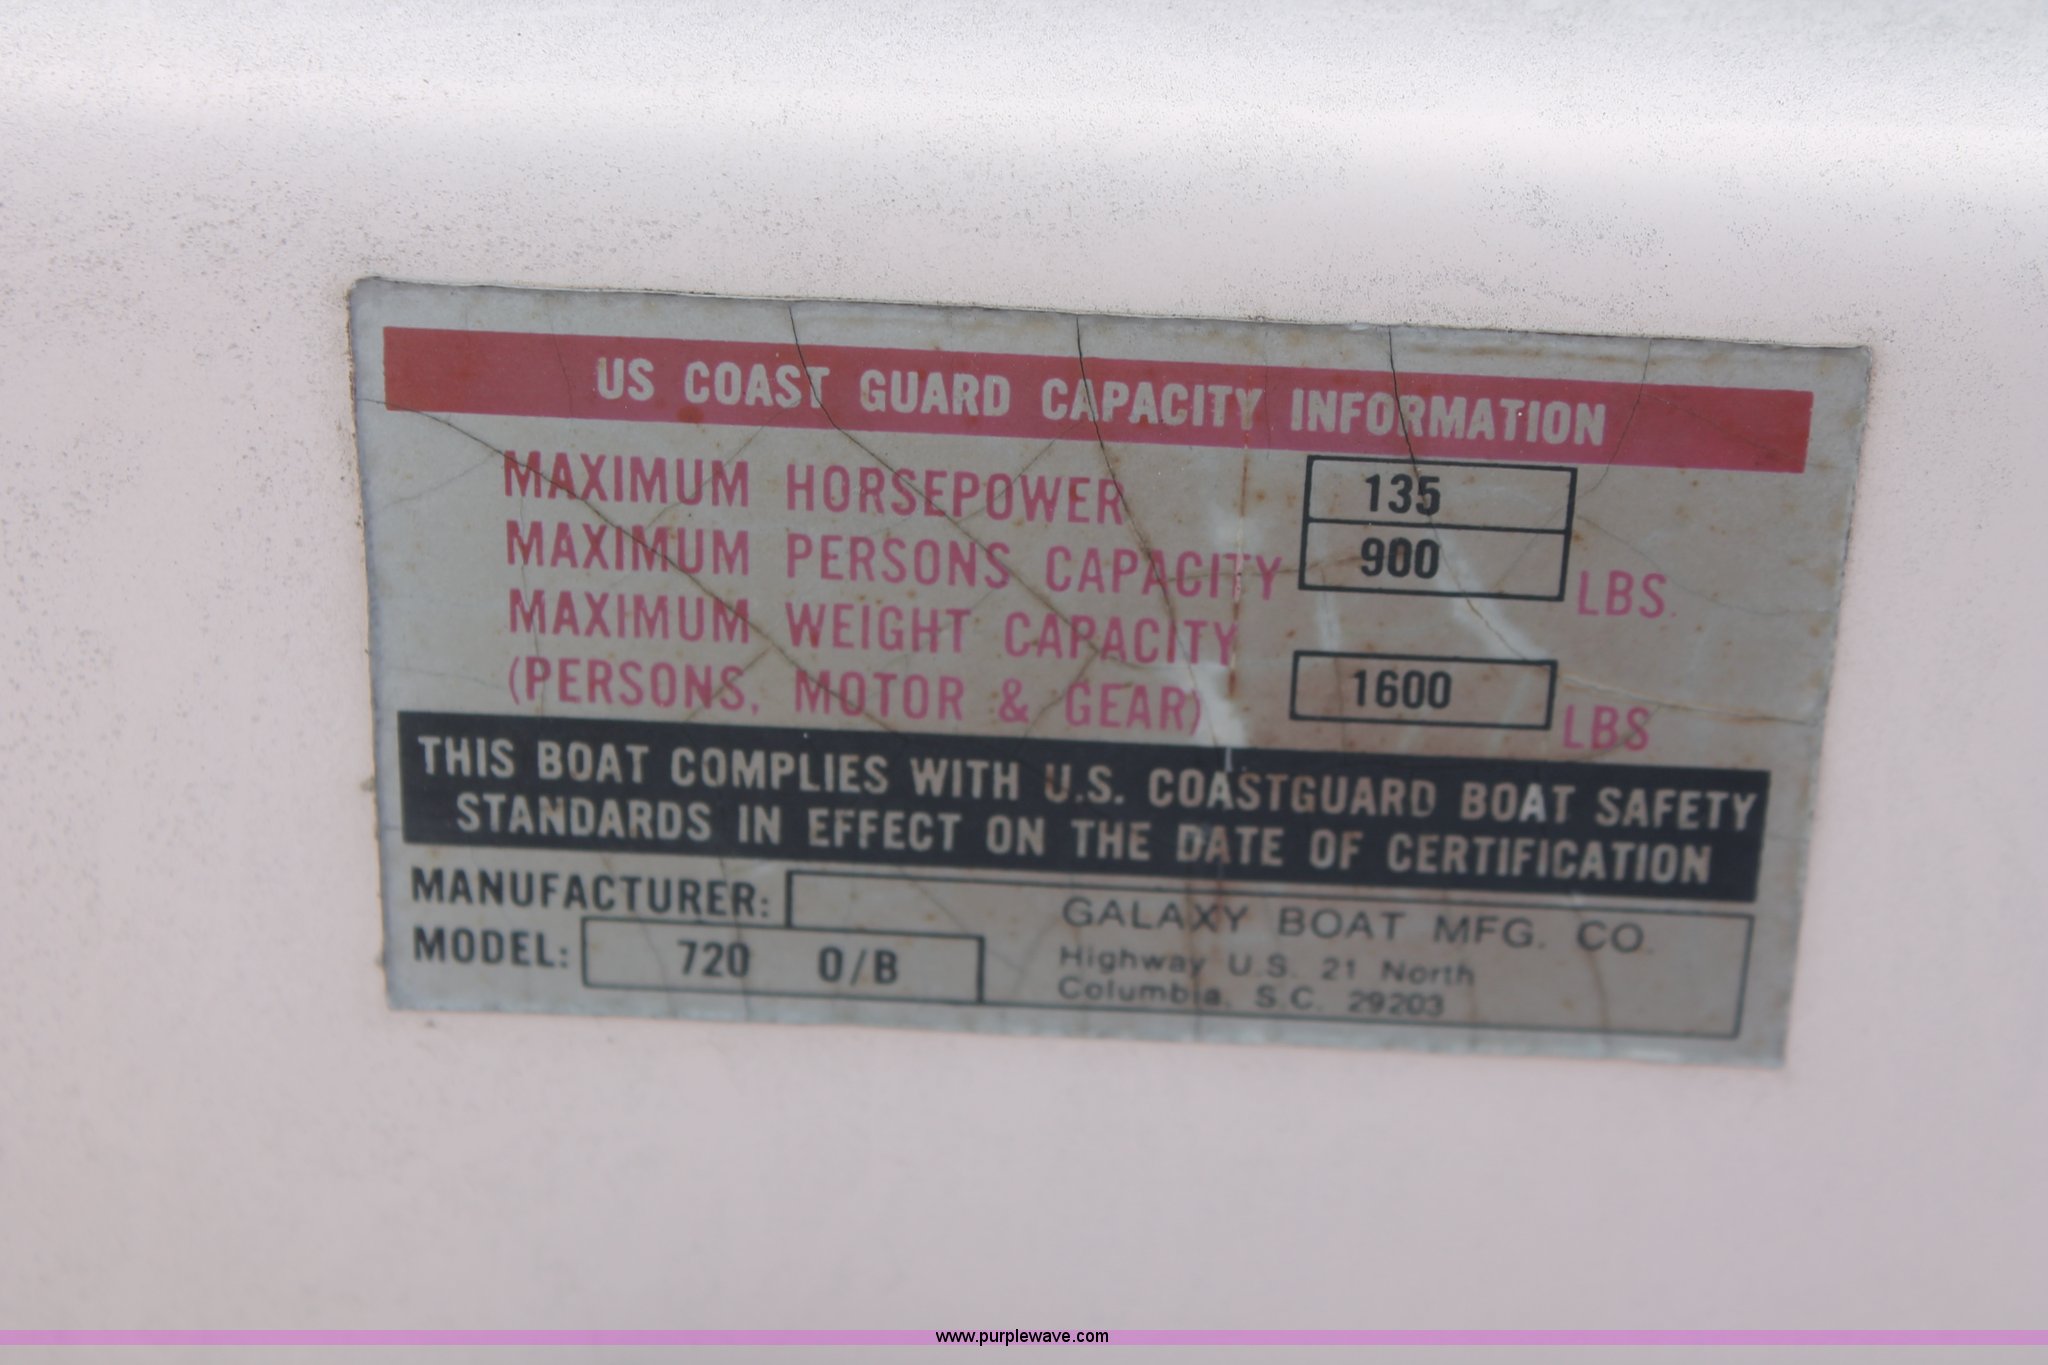 US COAST GUARD CAPACITY INFORMATION
MAXIMUM HORSEPOWER 135
MAXIMUM PERSONS CAPACITY 900 LBS.
MAXIMUM WEIGHT CAPACITY
(PERSONS, MOTOR & GEAR) 1600 LBS
THIS BOAT COMPLIES WITH U.S. COASTGUARD BOAT SAFETY
STANDARDS IN EFFECT ON THE DATE OF CERTIFICATION
MANUFACTURER: GALAXY BOAT MFG. CO.
Highway U.S. 21 North
Columbia, S.C. 29203
MODEL: 720 O/B
www.purplewave.com